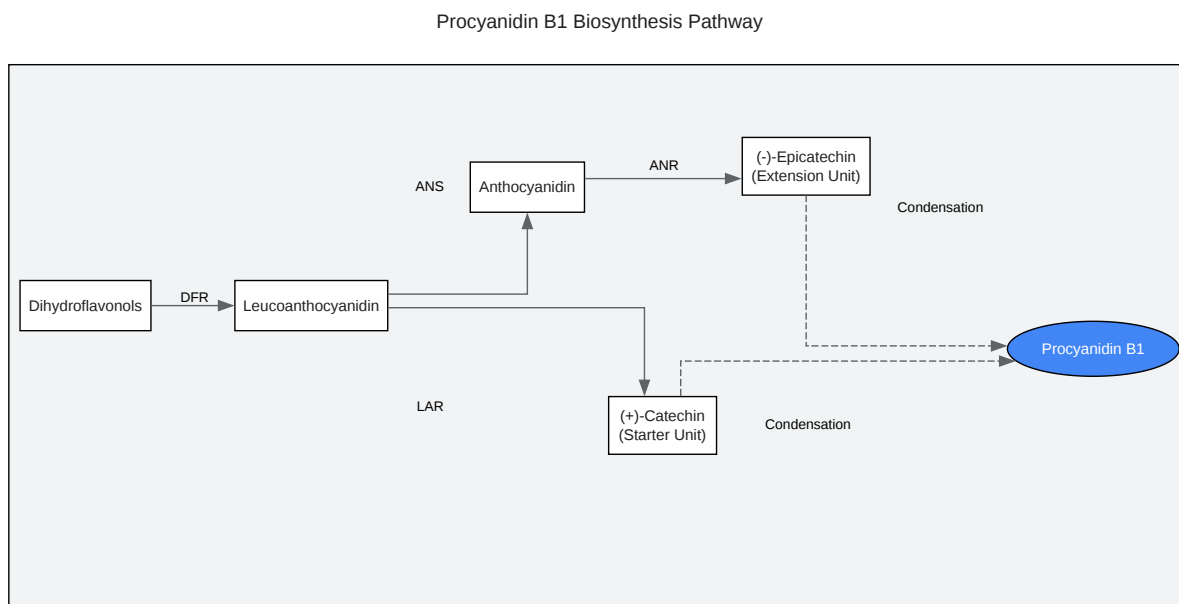 Procyanidin B1 Biosynthesis Pathway
(-)-Epicatechin
(Extension Unit)
ANR
ANS
Anthocyanidin
Condensation
Dihydroflavonols
DFR
Leucoanthocyanidin
Procyanidin B1
LAR
(+)-Catechin
(Starter Unit)
Condensation